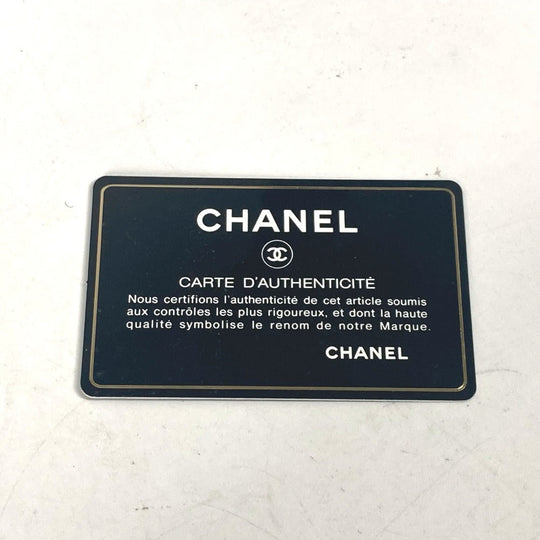 CHANEL
CARTE D'AUTHENTICITÉ
Nous certifions l'authenticité de cet article soumis
aux contrôles les plus rigoureux, et dont la haute
qualité symbolise le renom de notre Marque.
CHANEL